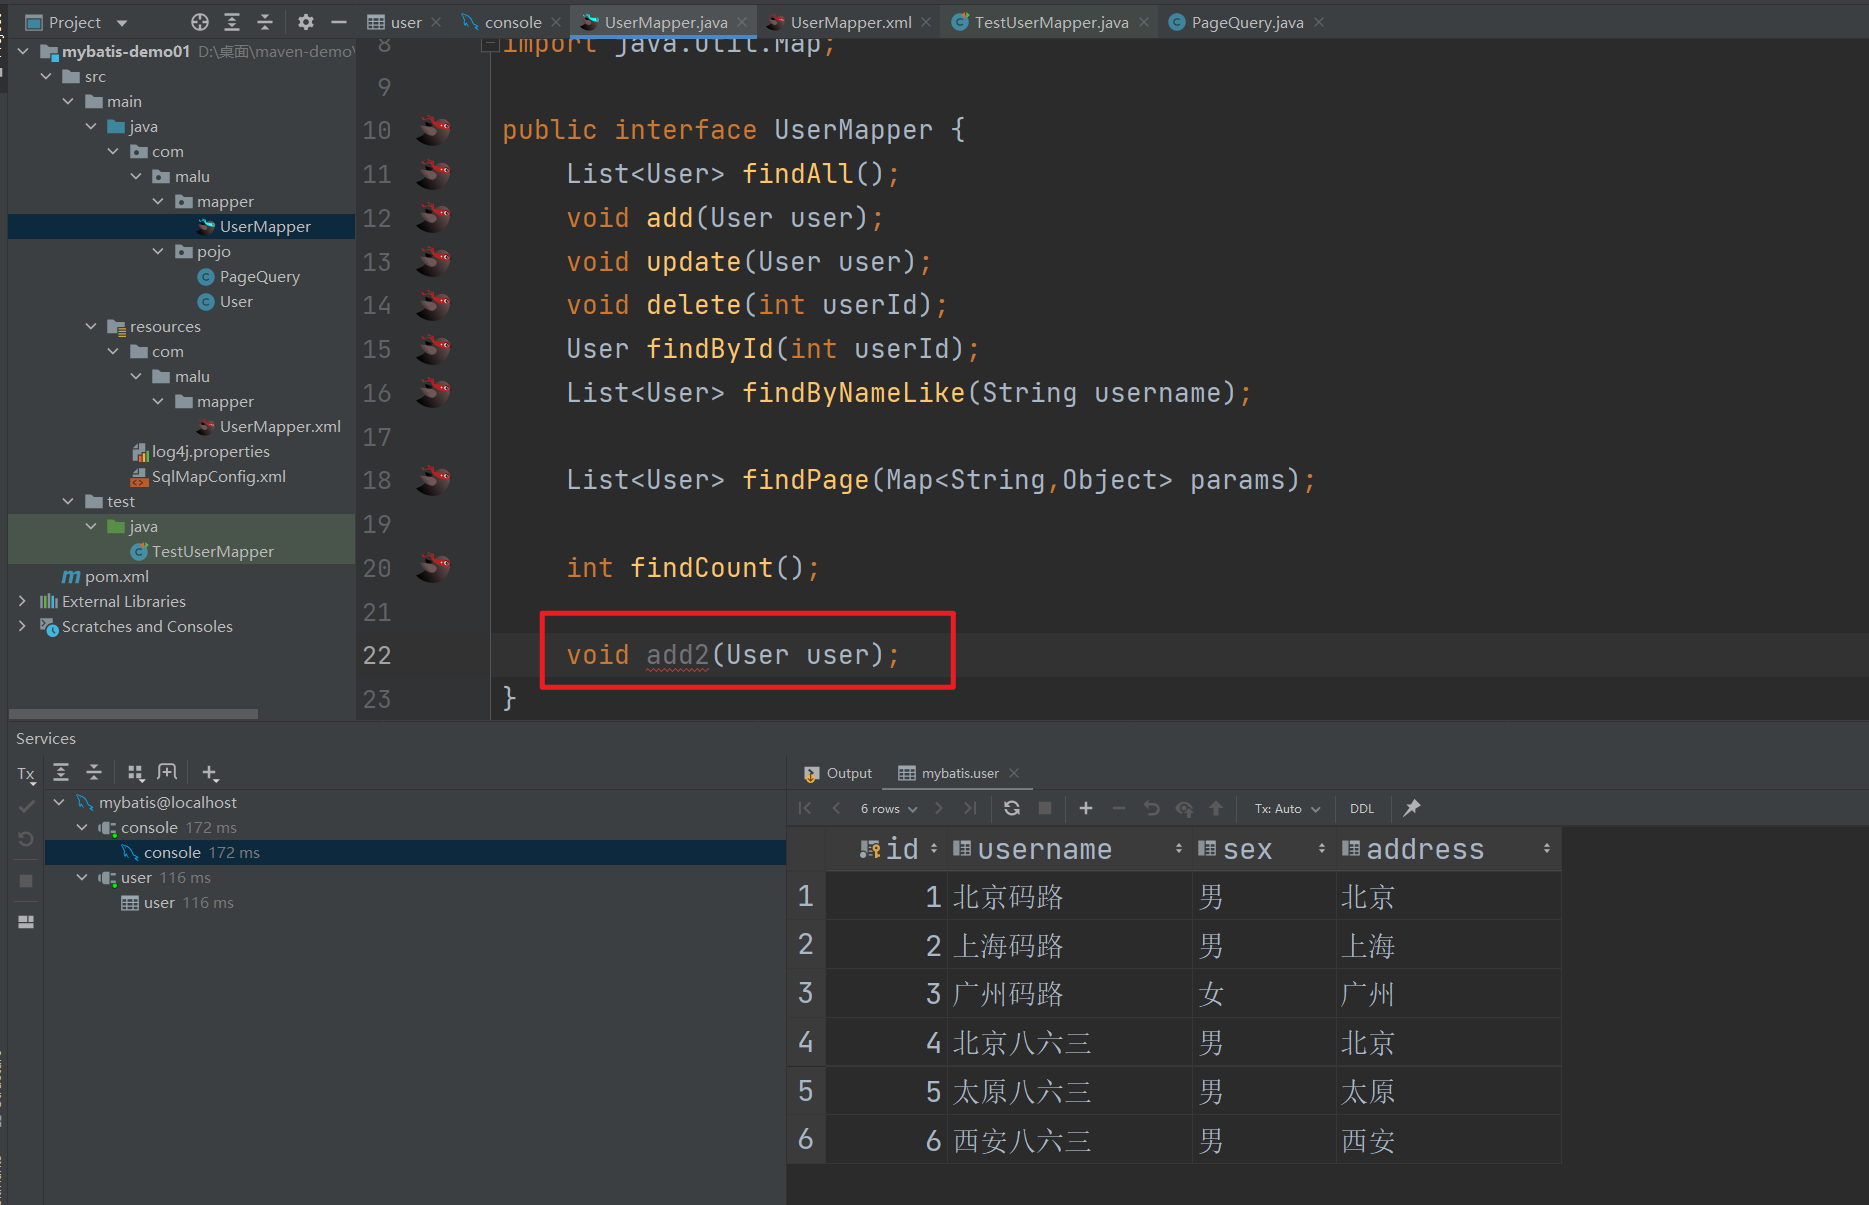 Project
user
console
UserMapper.java
UserMapper.xml
TestUserMapper.java
PageQuery.java
mybatis-demo01 D:\桌面\maven-demo\
src
main
java
com
malu
mapper
UserMapper
pojo
PageQuery
User
resources
com
malu
mapper
UserMapper.xml
log4j.properties
SqlMapConfig.xml
test
java
TestUserMapper
pom.xml
External Libraries
Scratches and Consoles
8 import java.util.Map;
9
10 public interface UserMapper {
11 List<User> findAll();
12 void add(User user);
13 void update(User user);
14 void delete(int userId);
15 User findById(int userId);
16 List<User> findByNameLike(String username);
17
18 List<User> findPage(Map<String,Object> params);
19
20 int findCount();
21
22 void add2(User user);
23 }
Services
Tx
mybatis@localhost
console 172 ms
console 172 ms
user 116 ms
user 116 ms
Output
mybatis.user
6 rows
Tx: Auto
DDL
id username sex address
1 1 北京码路 男 北京
2 2 上海码路 男 上海
3 3 广州码路 女 广州
4 4 北京八六三 男 北京
5 5 太原八六三 男 太原
6 6 西安八六三 男 西安